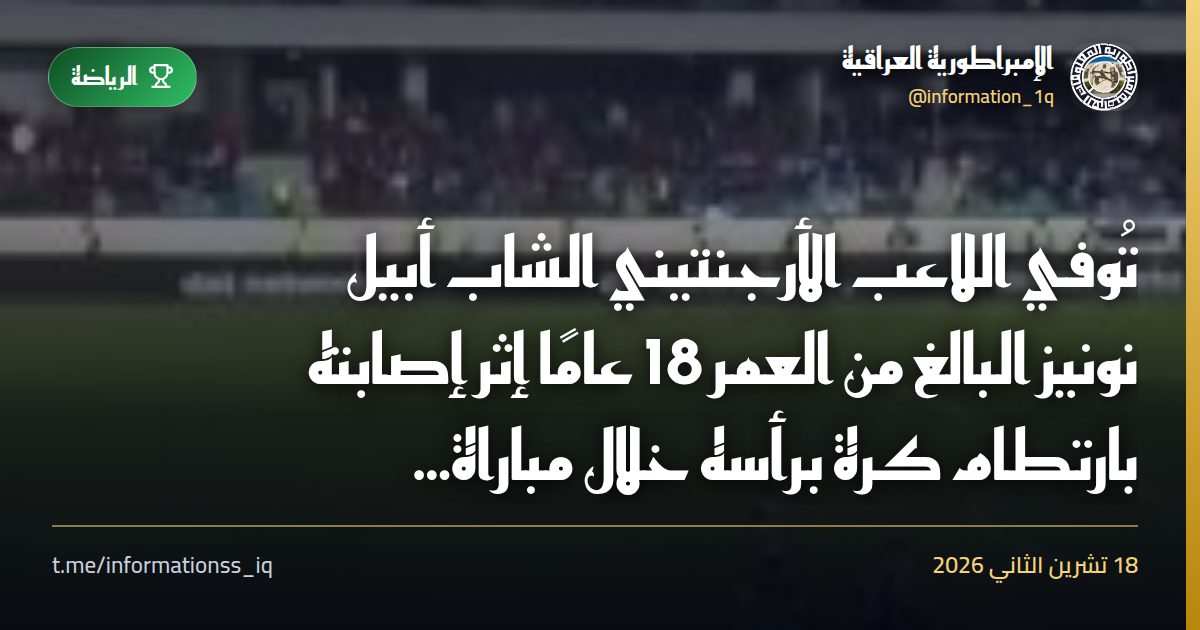 الإمبراطورية العراقية
@information_1q
الرياضة
تُوفي اللاعب الأرجنتيني الشاب أبيل
نونيز البالغ من العمر 18 عامًا إثر إصابته
بارتطام كرة برأسه خلال مباراة...
18 تشرين الثاني 2026
t.me/informationss_iq